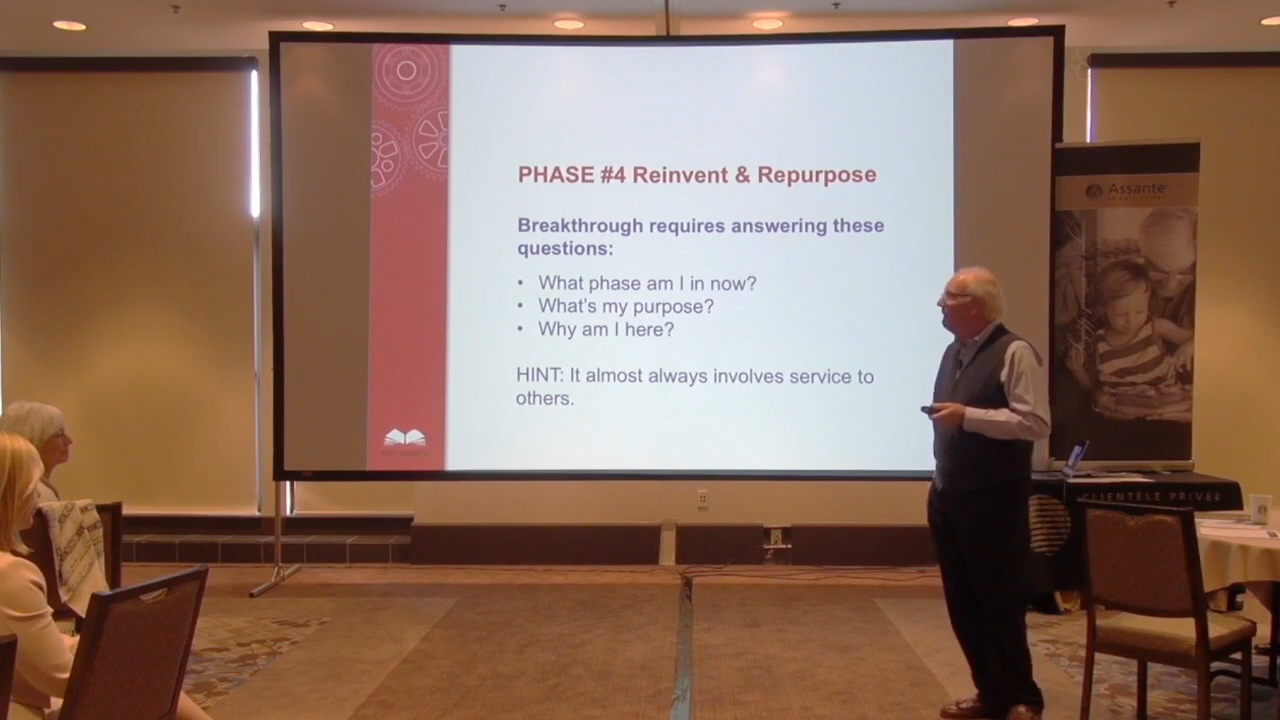 PHASE #4 Reinvent & Repurpose
Breakthrough requires answering these
questions:
• What phase am I in now?
• What's my purpose?
• Why am I here?
HINT: It almost always involves service to
others.
Assante
CLIENTÈLE PRIVÉE